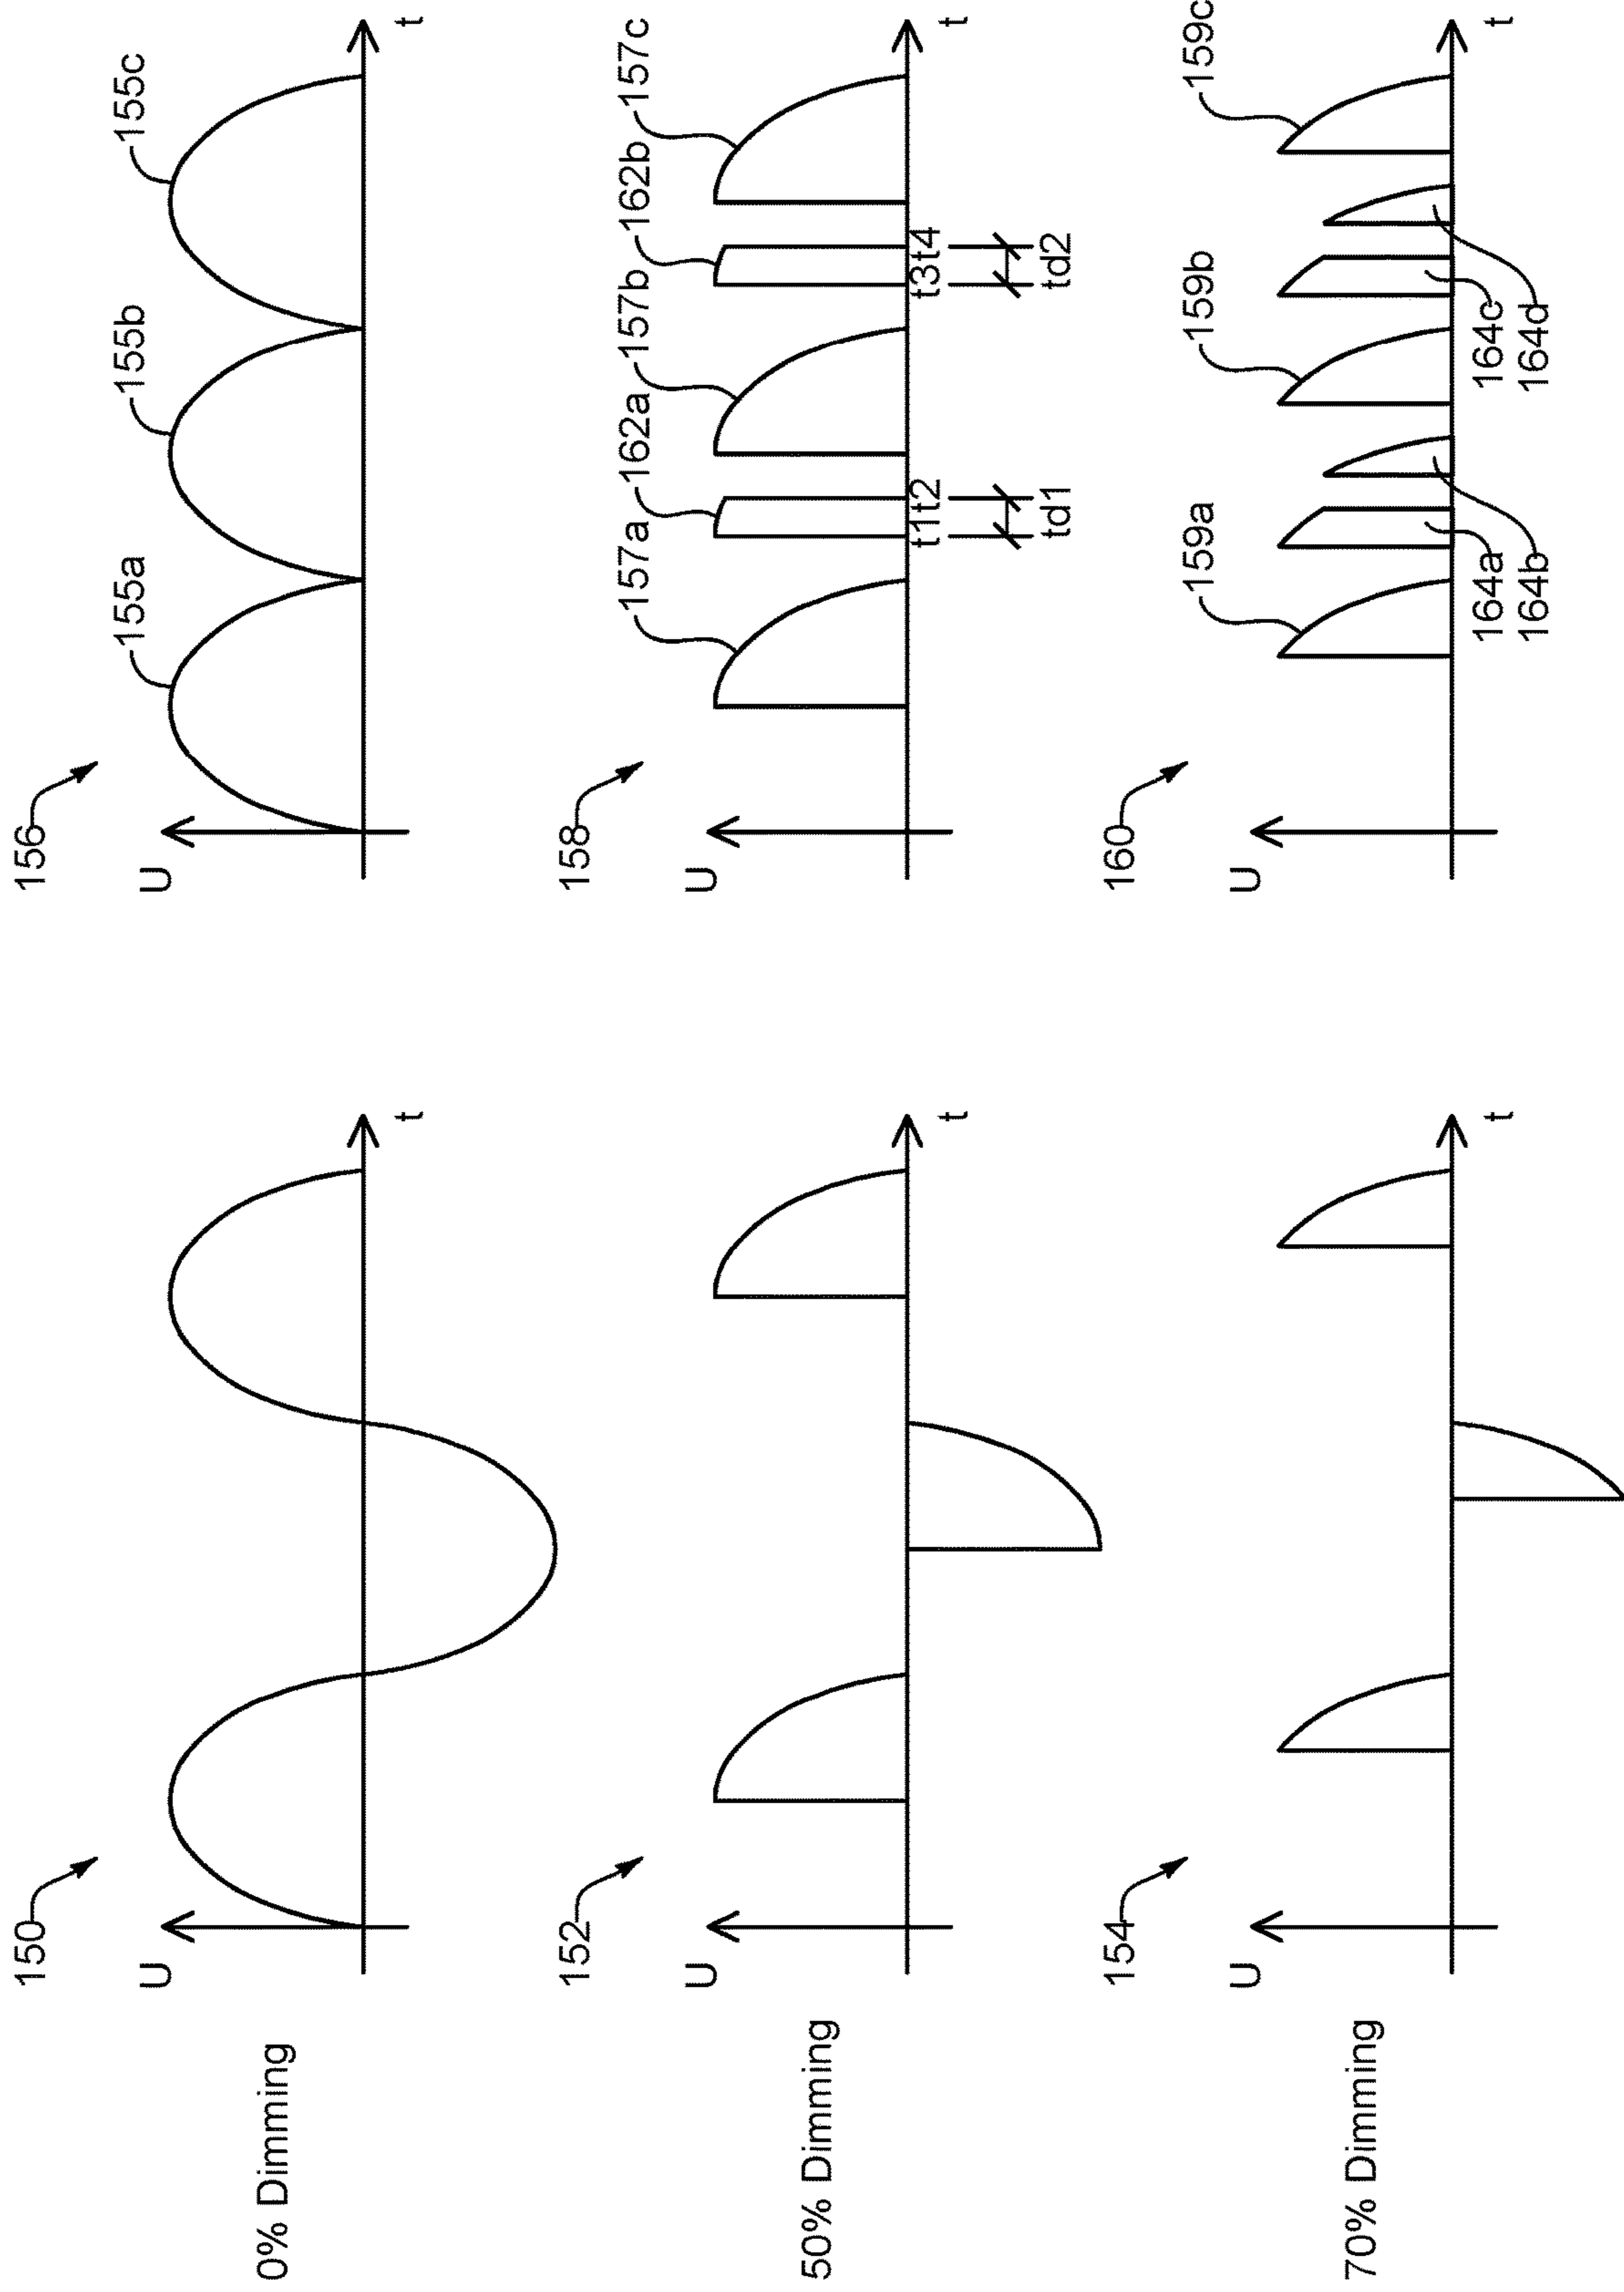 150
U
t
0% Dimming
156
U
155a
155b
155c
t
152
U
t
50% Dimming
158
U
157a
162a
157b
162b
157c
t1t2
t3t4
td1
td2
t
154
U
t
70% Dimming
160
U
159a
159b
159c
164a
164b
164c
164d
t